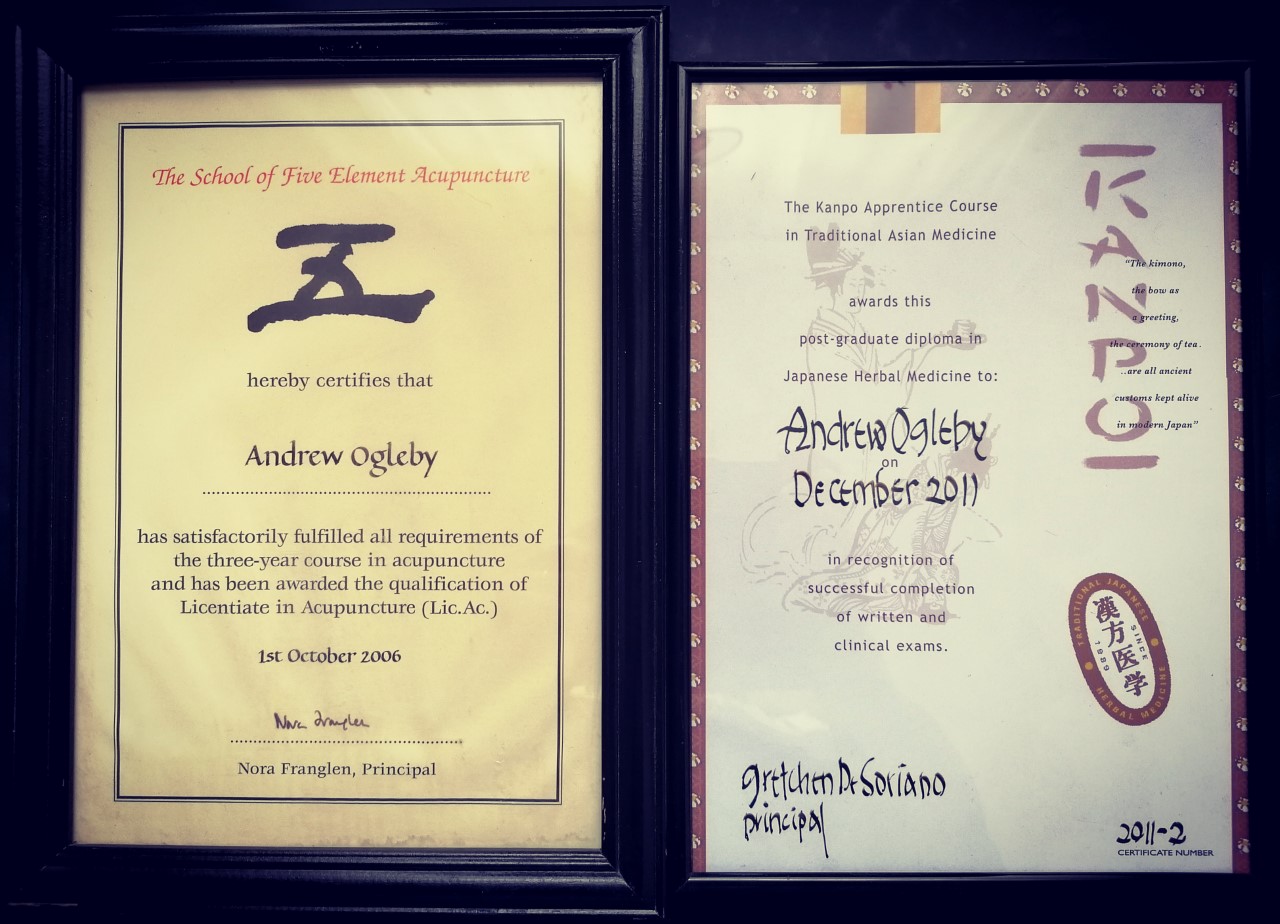 The School of Five Element Acupuncture
五
hereby certifies that
Andrew Ogleby
has satisfactorily fulfilled all requirements of
the three-year course in acupuncture
and has been awarded the qualification of
Licentiate in Acupuncture (Lic.Ac.)
1st October 2006
Nora Franglen
Nora Franglen, Principal
The Kanpo Apprentice Course
in Traditional Asian Medicine
awards this
post-graduate diploma in
Japanese Herbal Medicine to:
Andrew Ogleby
on
December 2011
in recognition of
successful completion
of written and
clinical exams.
Gretchen De Soriano
principal
KANPO
"The kimono,
the bow as
a greeting,
the ceremony of tea.
..are all ancient
customs kept alive
in modern Japan"
TRADITIONAL JAPANESE
漢方医学
SINCE
1989
HERBAL MEDICINE
2011-2
CERTIFICATE NUMBER